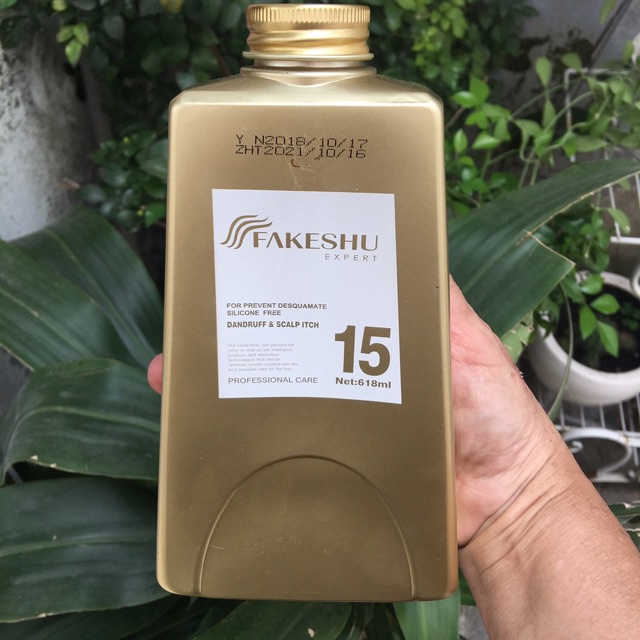 Y N2018/10/17
ZHT2021/10/16
FAKESHU
EXPERT
FOR PREVENT DESQUAMATE
SILICONE FREE
DANDRUFF & SCALP ITCH
15
Net:618ml
PROFESSIONAL CARE